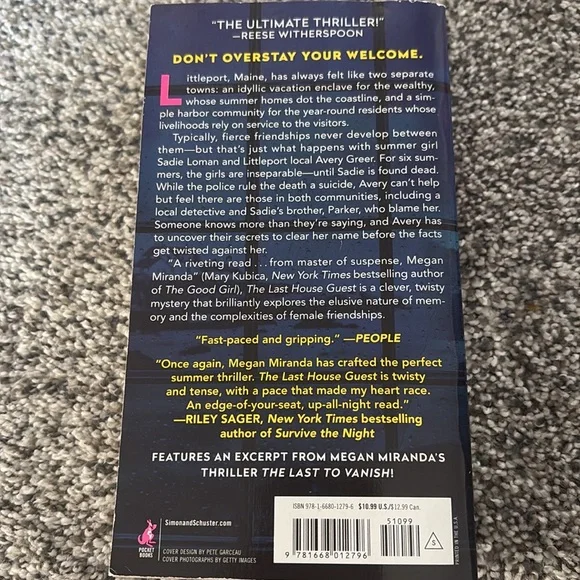 "THE ULTIMATE THRILLER!"
—REESE WITHERSPOON
DON'T OVERSTAY YOUR WELCOME.
Littleport, Maine, has always felt like two separate
towns: an idyllic vacation enclave for the wealthy,
whose summer homes dot the coastline, and a sim-
ple harbor community for the year-round residents whose
livelihoods rely on service to the visitors.
Typically, fierce friendships never develop between
them—but that's just what happens with summer girl
Sadie Loman and Littleport local Avery Greer. For six sum-
mers, the girls are inseparable—until Sadie is found dead.
While the police rule the death a suicide, Avery can't help
but feel there are those in both communities, including a
local detective and Sadie's brother, Parker, who blame her.
Someone knows more than they're saying, and Avery has
to uncover their secrets to clear her name before the facts
get twisted against her.
"A riveting read . . . from master of suspense, Megan
Miranda" (Mary Kubica, New York Times bestselling author
of The Good Girl), The Last House Guest is a clever, twisty
mystery that brilliantly explores the elusive nature of mem-
ory and the complexities of female friendships.
"Fast-paced and gripping." —PEOPLE
"Once again, Megan Miranda has crafted the perfect
summer thriller. The Last House Guest is twisty
and tense, with a pace that made my heart race.
An edge-of-your-seat, up-all-night read."
—RILEY SAGER, New York Times bestselling
author of Survive the Night
FEATURES AN EXCERPT FROM MEGAN MIRANDA'S
THRILLER THE LAST TO VANISH!
ISBN 978-1-6680-1279-6 $10.99 U.S./$12.99 Can.
51099
SimonandSchuster.com
POCKET
BOOKS
COVER DESIGN BY PETE GARCEAU
COVER PHOTOGRAPHS BY GETTY IMAGES
9 781668 012796
S
PRINTED IN THE U.S.A.